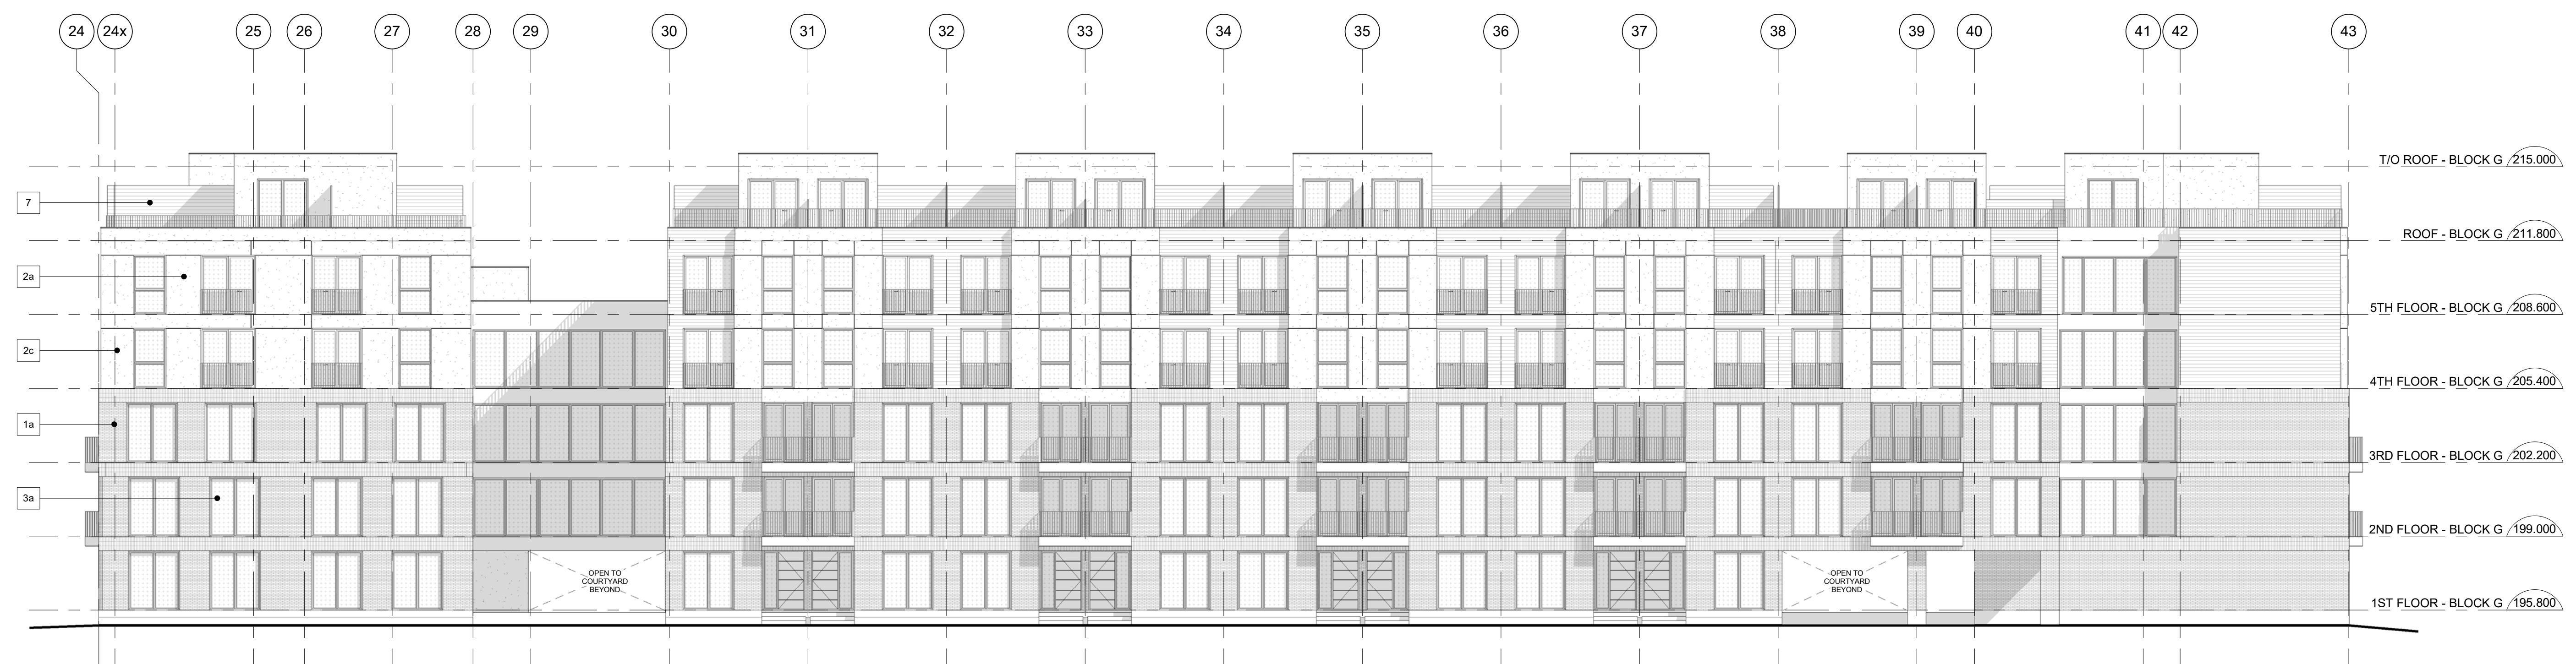 24 24x 25 26 27 28 29 30 31 32 33 34 35 36 37 38 39 40 41 42 43
T/O ROOF - BLOCK G 215.000
7
ROOF - BLOCK G 211.800
2a
5TH FLOOR - BLOCK G 208.600
2c
4TH FLOOR - BLOCK G 205.400
1a
3RD FLOOR - BLOCK G 202.200
3a
2ND FLOOR - BLOCK G 199.000
OPEN TO
COURTYARD
BEYOND
OPEN TO
COURTYARD
BEYOND
1ST FLOOR - BLOCK G 195.800